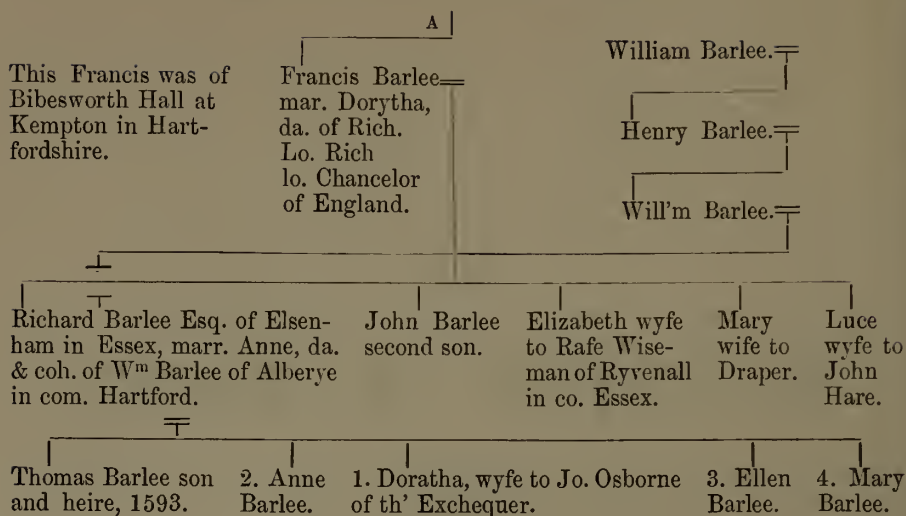 A
This Francis was of
Bibesworth Hall at
Kempton in Hart-
fordshire.
Francis Barlee
mar. Dorytha,
da. of Rich.
Lo. Rich
lo. Chancelor
of England.
William Barlee.
Henry Barlee.
Will'm Barlee.
Richard Barlee Esq. of Elsen-
ham in Essex, marr. Anne, da.
& coh. of Wᵐ Barlee of Alberye
in com. Hartford.
John Barlee
second son.
Elizabeth wyfe
to Rafe Wise-
man of Ryvenall
in co. Essex.
Mary
wife to
Draper.
Luce
wyfe to
John
Hare.
Thomas Barlee son
and heire, 1593.
2. Anne
Barlee.
1. Doratha, wyfe to Jo. Osborne
of th' Exchequer.
3. Ellen
Barlee.
4. Mary
Barlee.